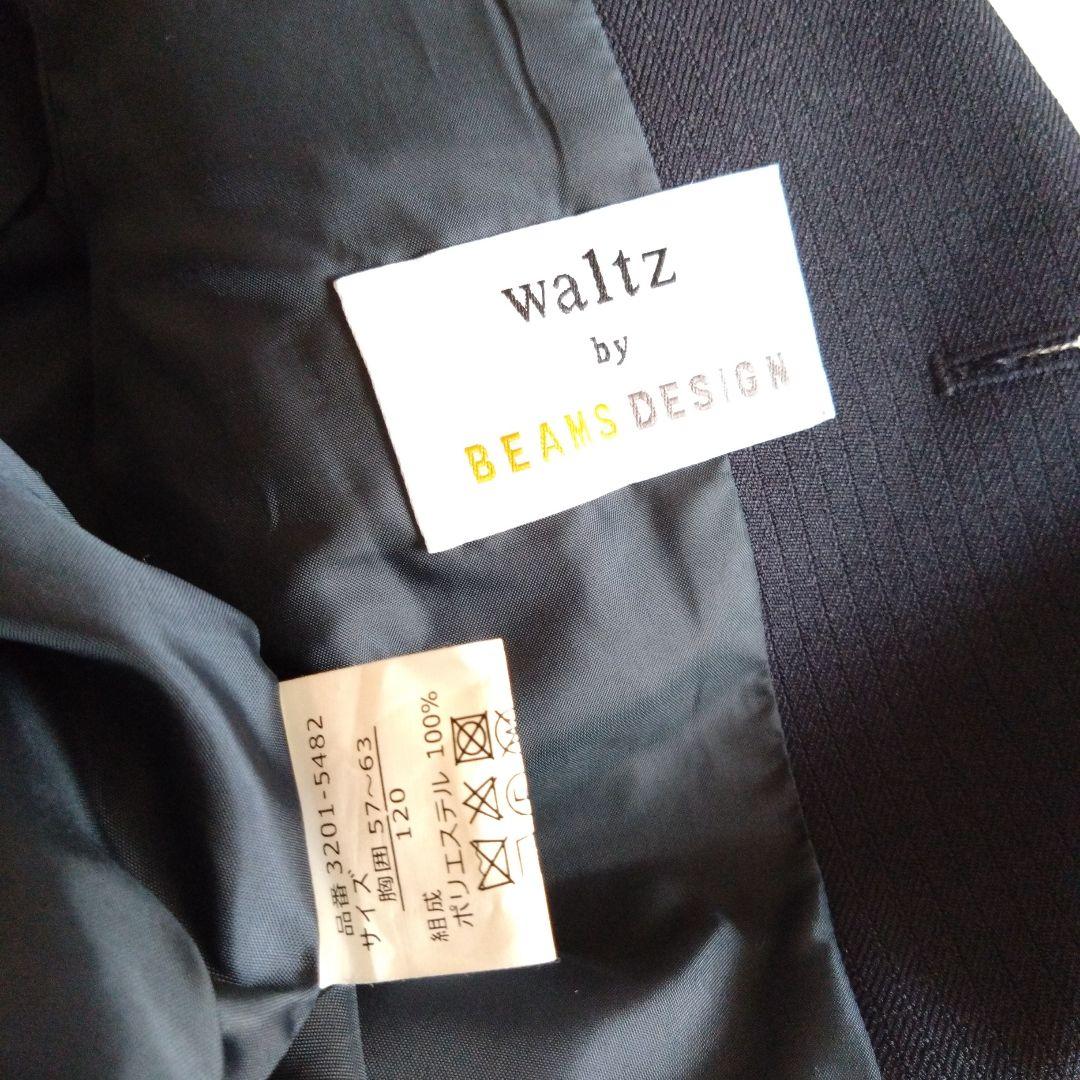 waltz
by
BEAMS DESIGN
品番 3201-5482
サイズ
胸囲 57~63
120
組成
ポリエステル 100%